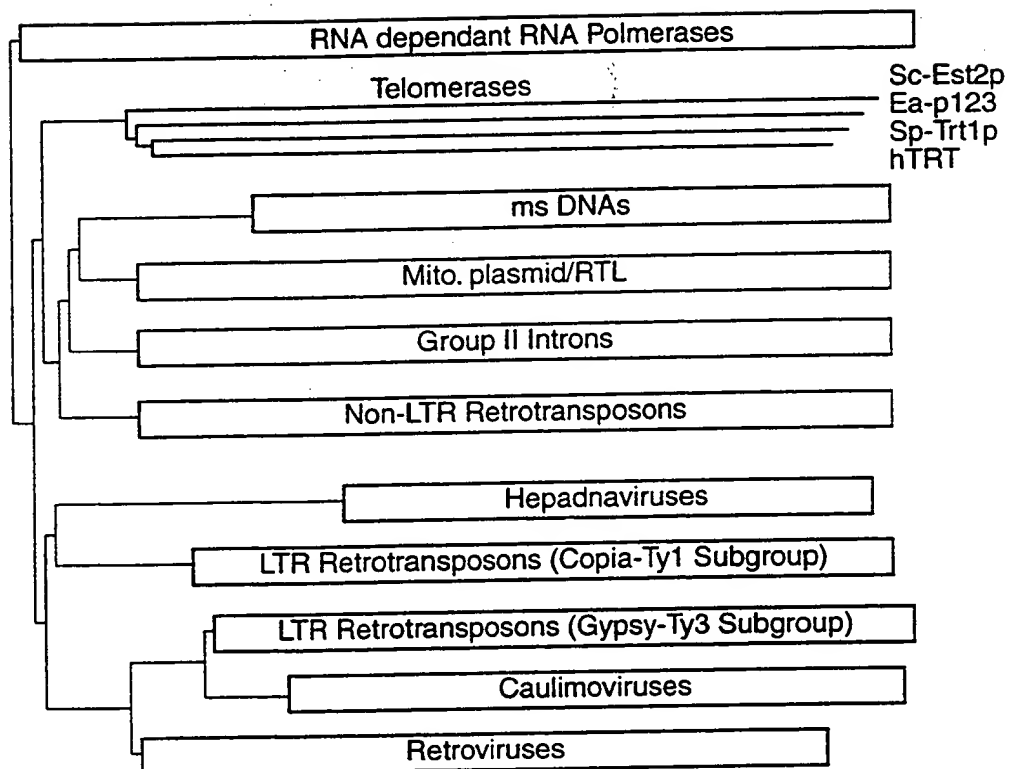 RNA dependant RNA Polmerases
Telomerases
Sc-Est2p
Ea-p123
Sp-Trt1p
hTRT
ms DNAs
Mito. plasmid/RTL
Group II Introns
Non-LTR Retrotransposons
Hepadnaviruses
LTR Retrotransposons (Copia-Ty1 Subgroup)
LTR Retrotransposons (Gypsy-Ty3 Subgroup)
Caulimoviruses
Retroviruses